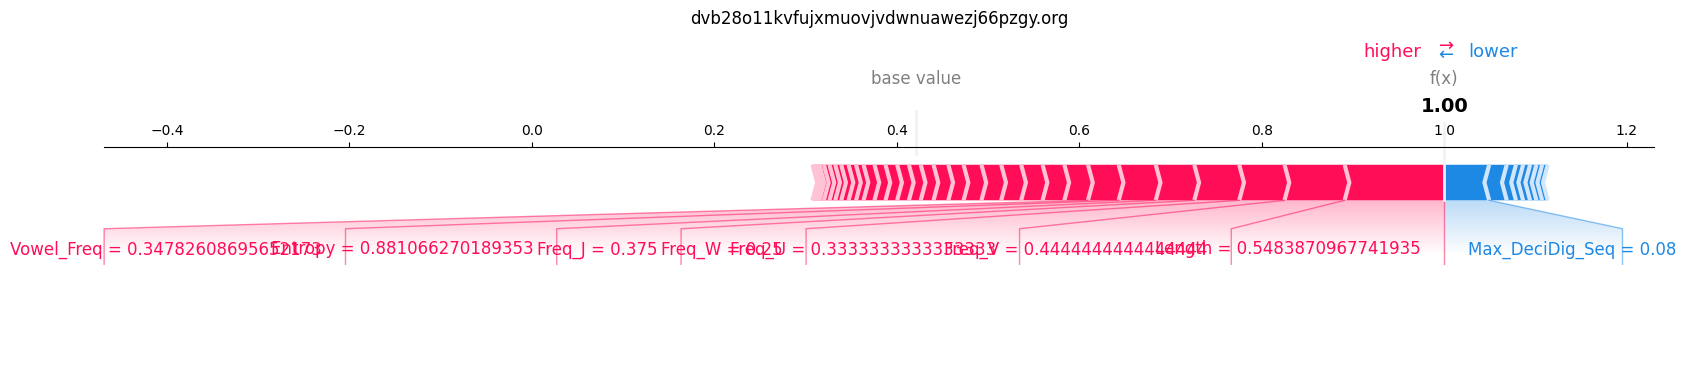 dvb28o11kvfujxmuovjvdwnuawezj66pzgy.org
higher → ← lower
base value f(x)
1.00
−0.4 −0.2 0.0 0.2 0.4 0.6 0.8 1.0 1.2
Vowel_Freq = 0.34782608695652173 Entropy = 0.881066270189353 Freq_J = 0.375 Freq_W = 0.25 Freq_U = 0.3333333333333333 Freq_V = 0.4444444444444444 Length = 0.5483870967741935 Max_DeciDig_Seq = 0.08